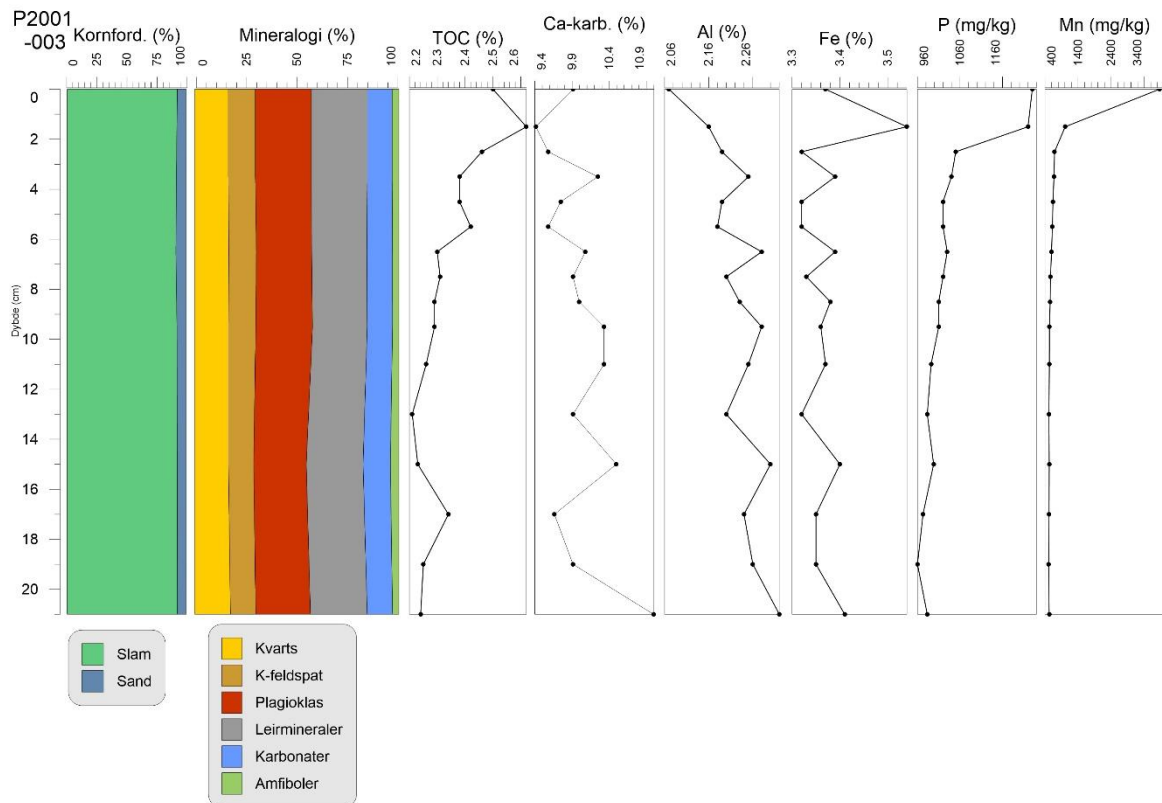 P2001
-003
Kornford. (%)
Mineralogi (%)
TOC (%)
Ca-karb. (%)
Al (%)
Fe (%)
P (mg/kg)
Mn (mg/kg)
0 25 50 75 100
0 25 50 75 100
2.2 2.3 2.4 2.5 2.6
9.4 9.9 10.4 10.9
2.06 2.16 2.26
3.3 3.4 3.5
960 1060 1160
400 1400 2400 3400
0
2
4
6
8
10
12
14
16
18
20
Dybde (cm)
Slam
Sand
Kvarts
K-feldspat
Plagioklas
Leirmineraler
Karbonater
Amfiboler